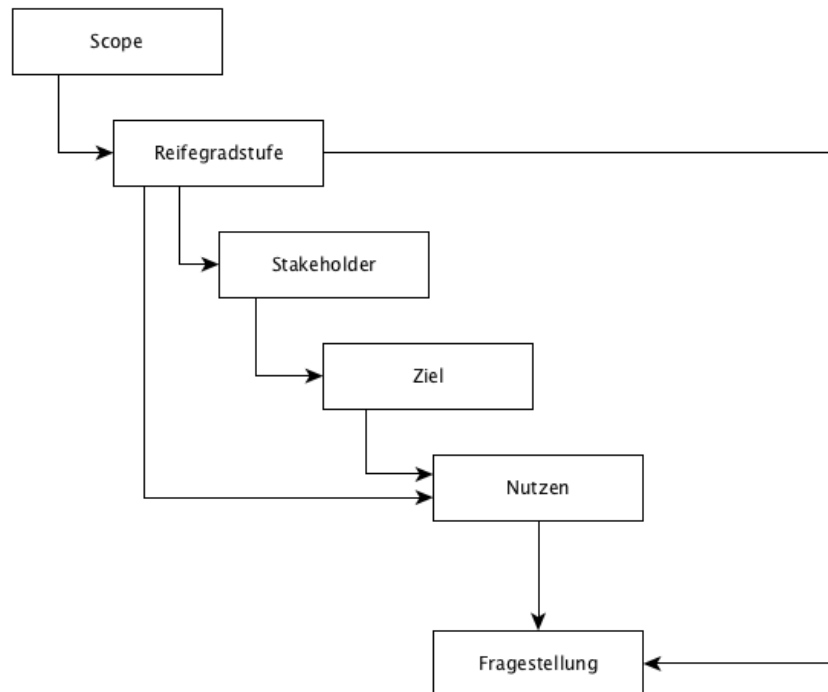 Scope
Reifegradstufe
Stakeholder
Ziel
Nutzen
Fragestellung